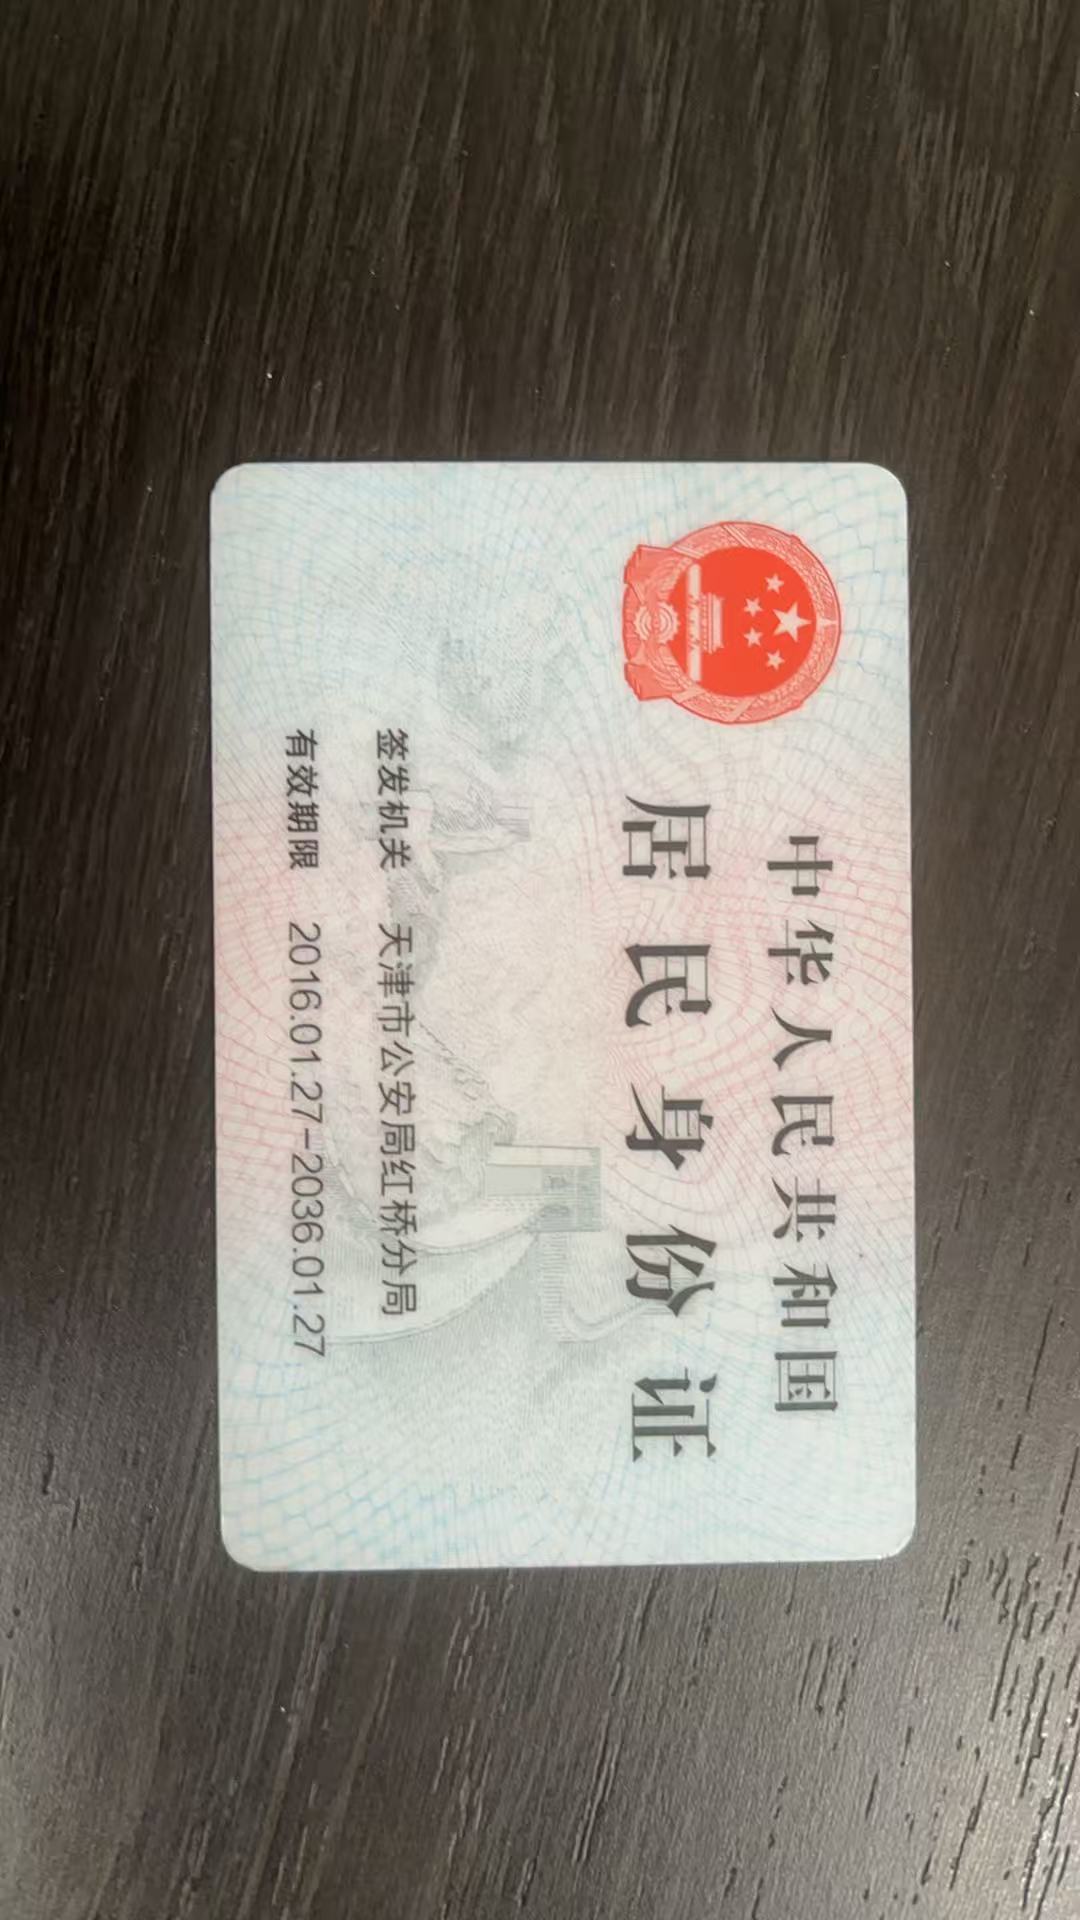 中华人民共和国
居民身份证
签发机关 天津市公安局红桥分局
有效期限 2016.01.27-2036.01.27